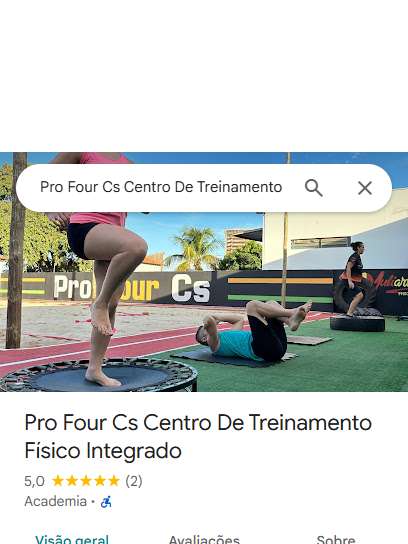 Pro Four Cs Centro De Treinamento
Pro Four Cs
Pro Four Cs Centro De Treinamento
Físico Integrado
5,0 (2)
Academia •
Visão geral Avaliações Sobre